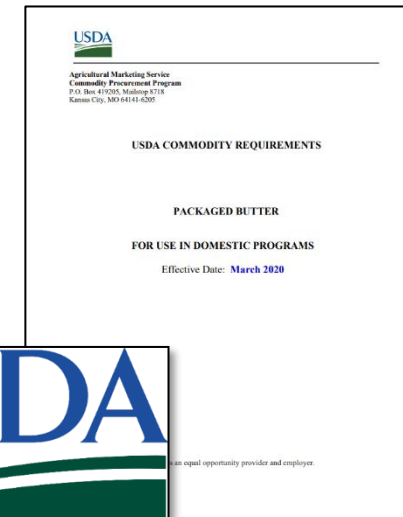 USDA
Agricultural Marketing Service
Commodity Procurement Program
P.O. Box 419205, Mailstop 8718
Kansas City, MO 64141-6205
USDA COMMODITY REQUIREMENTS
PACKAGED BUTTER
FOR USE IN DOMESTIC PROGRAMS
Effective Date: March 2020
an equal opportunity provider and employer.
DA